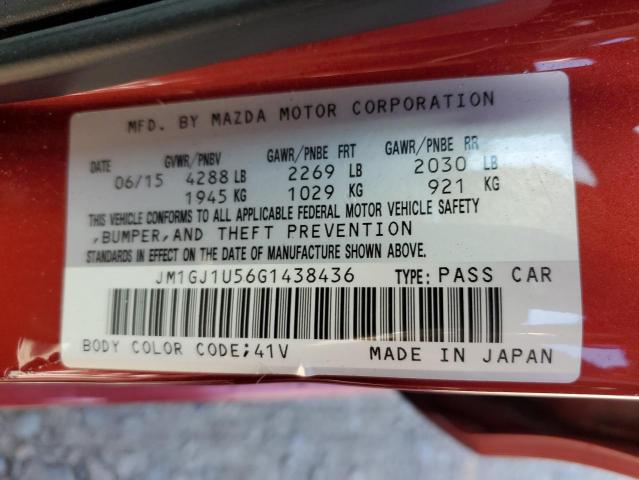 MFD. BY MAZDA MOTOR CORPORATION
DATE GVWR/PNBV GAWR/PNBE FRT GAWR/PNBE RR
06/15 4288 LB 2269 LB 2030 LB
1945 KG 1029 KG 921 KG
THIS VEHICLE CONFORMS TO ALL APPLICABLE FEDERAL MOTOR VEHICLE SAFETY
,BUMPER,AND THEFT PREVENTION
STANDARDS IN EFFECT ON THE DATE OF MANUFACTURE SHOWN ABOVE.
JM1GJ1U56G1438436 TYPE: PASS CAR
BODY COLOR CODE;41V MADE IN JAPAN